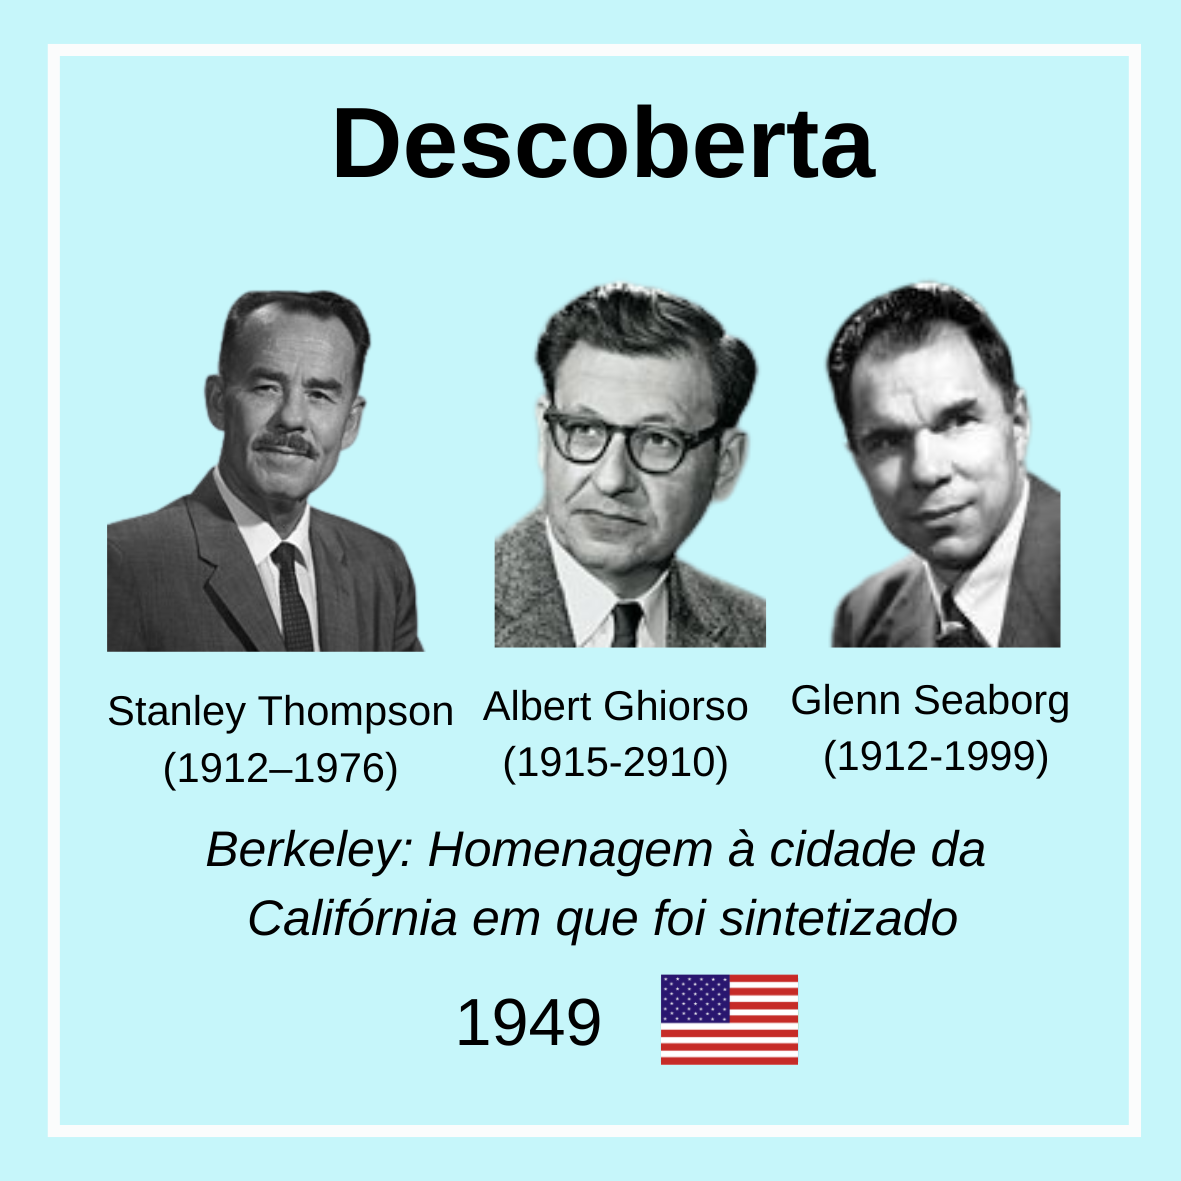 Descoberta
Stanley Thompson
(1912–1976)
Albert Ghiorso
(1915-2910)
Glenn Seaborg
(1912-1999)
Berkeley: Homenagem à cidade da
Califórnia em que foi sintetizado
1949